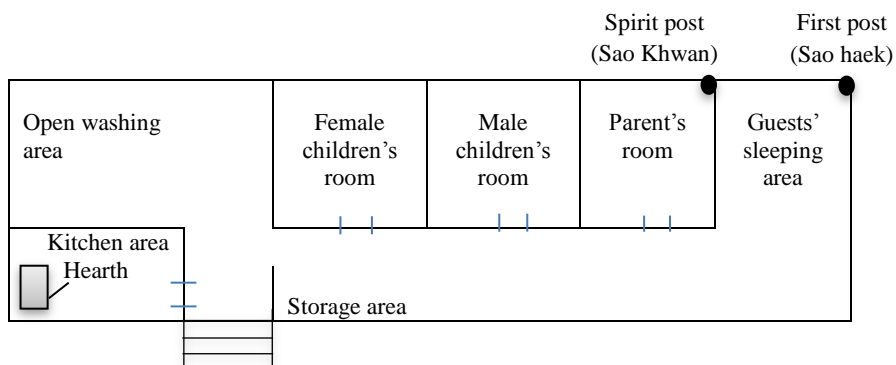 Spirit post
(Sao Khwan)
First post
(Sao haek)
Open washing
area
Female
children’s
room
Male
children’s
room
Parent’s
room
Guests’
sleeping
area
Kitchen area
Hearth
Storage area